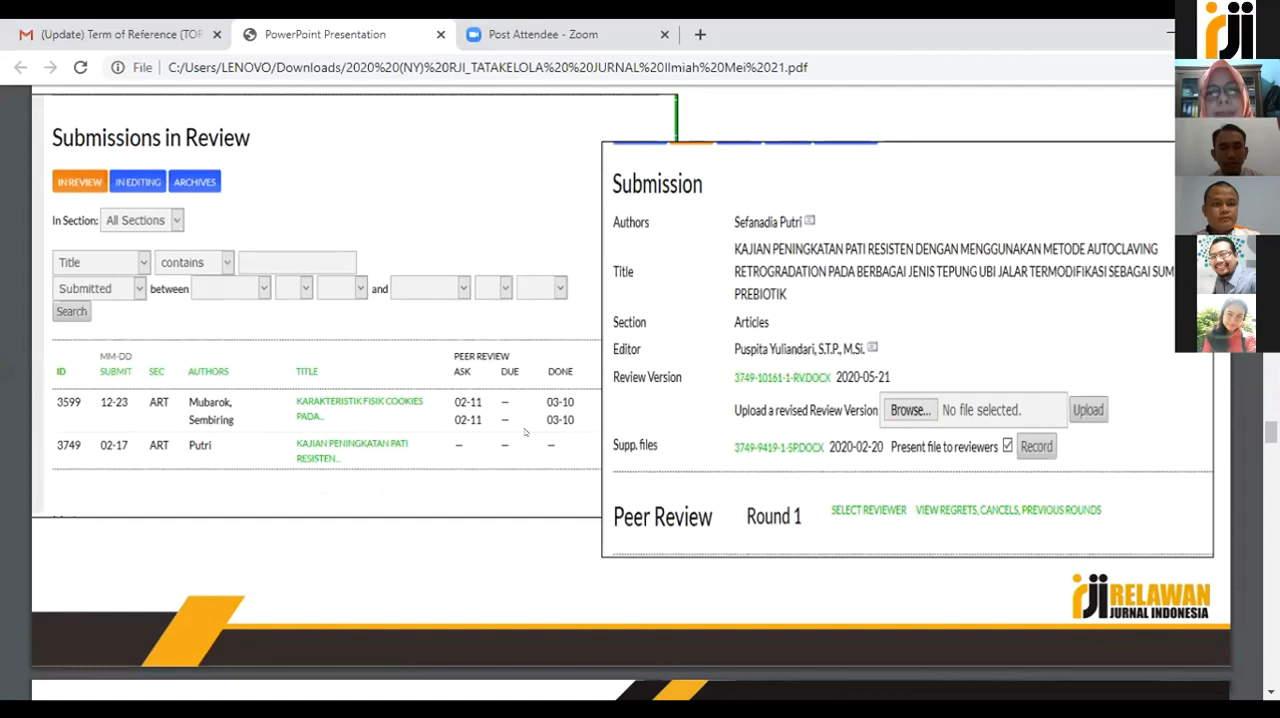 (Update) Term of Reference (TOR
PowerPoint Presentation
Post Attendee - Zoom
File
C:/Users/LENOVO/Downloads/2020%20(NY)%20RJI_TATAKELOLA%20%20JURNAL%20Ilmiah%20Mei%2021.pdf
rji
Submissions in Review
IN REVIEW IN EDITING ARCHIVES
In Section: All Sections
Title contains
Submitted between and
Search
MM-DD PEER REVIEW
ID SUBMIT SEC AUTHORS TITLE ASK DUE DONE
3599 12-23 ART Mubarok, KARAKTERISTIK FISIK COOKIES 02-11 — 03-10
Sembiring PADA... 02-11 — 03-10
3749 02-17 ART Putri KAJIAN PENINGKATAN PATI — — —
RESISTEN...
Submission
Authors Sefanadia Putri
KAJIAN PENINGKATAN PATI RESISTEN DENGAN MENGGUNAKAN METODE AUTOCLAVING
Title RETROGRADATION PADA BERBAGAI JENIS TEPUNG UBI JALAR TERMODIFIKASI SEBAGAI SUM
PREBIOTIK
Section Articles
Editor Puspita Yuliandari, S.T.P., M.Si.
Review Version 3749-10161-1-RV.DOCX 2020-05-21
Upload a revised Review Version Browse... No file selected. Upload
Supp. files 3749-9419-1-SP.DOCX 2020-02-20 Present file to reviewers Record
Peer Review Round 1 SELECT REVIEWER VIEW REGRETS, CANCELS, PREVIOUS ROUNDS
rji RELAWAN
JURNAL INDONESIA